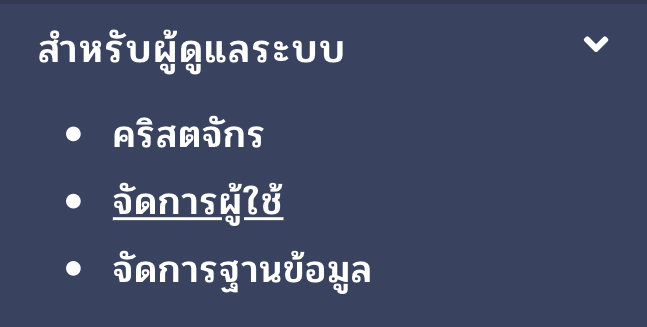 สำหรับผู้ดูแลระบบ
คริสตจักร
จัดการผู้ใช้
จัดการฐานข้อมูล